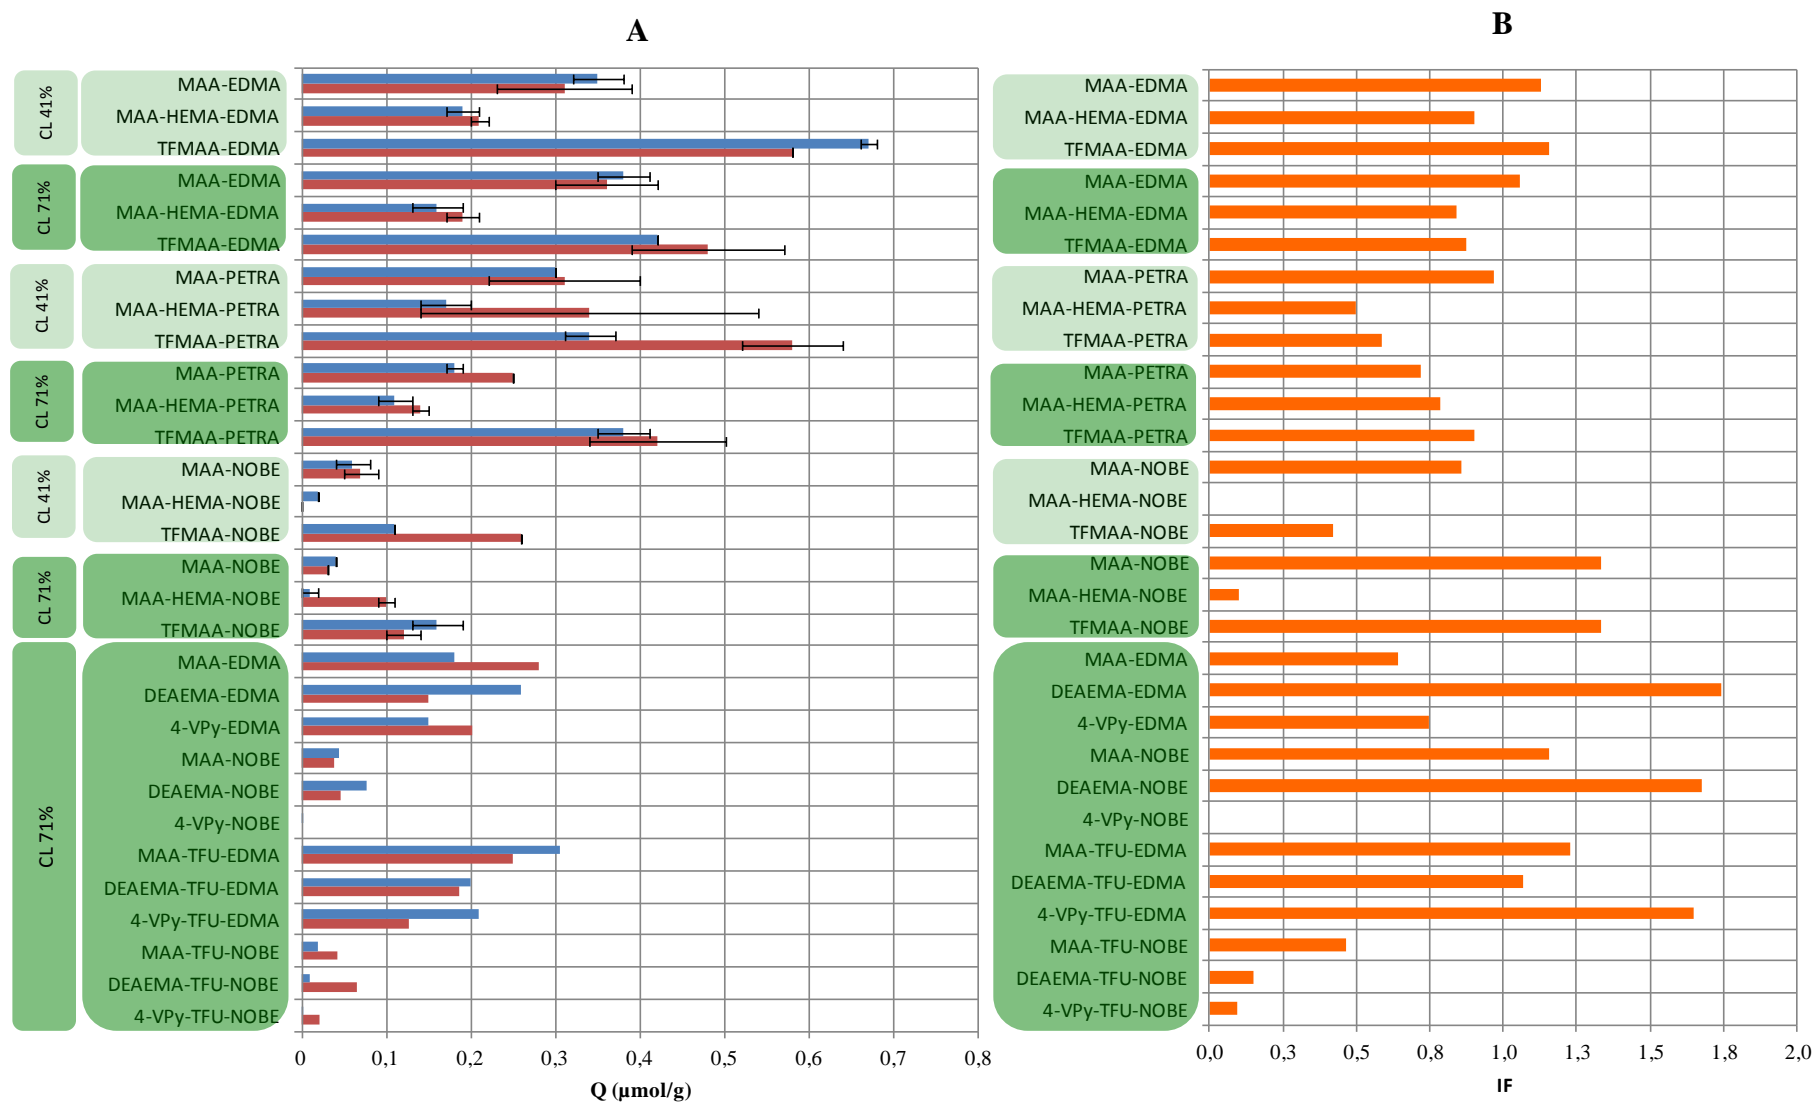 A
CL 41%
MAA-EDMA
MAA-HEMA-EDMA
TFMAA-EDMA
CL 71%
MAA-EDMA
MAA-HEMA-EDMA
TFMAA-EDMA
CL 41%
MAA-PETRA
MAA-HEMA-PETRA
TFMAA-PETRA
CL 71%
MAA-PETRA
MAA-HEMA-PETRA
TFMAA-PETRA
CL 41%
MAA-NOBE
MAA-HEMA-NOBE
TFMAA-NOBE
CL 71%
MAA-NOBE
MAA-HEMA-NOBE
TFMAA-NOBE
CL 71%
MAA-EDMA
DEAEMA-EDMA
4-VPy-EDMA
MAA-NOBE
DEAEMA-NOBE
4-VPy-NOBE
MAA-TFU-EDMA
DEAEMA-TFU-EDMA
4-VPy-TFU-EDMA
MAA-TFU-NOBE
DEAEMA-TFU-NOBE
4-VPy-TFU-NOBE
0 0,1 0,2 0,3 0,4 0,5 0,6 0,7 0,8
Q (µmol/g)
B
MAA-EDMA
MAA-HEMA-EDMA
TFMAA-EDMA
MAA-EDMA
MAA-HEMA-EDMA
TFMAA-EDMA
MAA-PETRA
MAA-HEMA-PETRA
TFMAA-PETRA
MAA-PETRA
MAA-HEMA-PETRA
TFMAA-PETRA
MAA-NOBE
MAA-HEMA-NOBE
TFMAA-NOBE
MAA-NOBE
MAA-HEMA-NOBE
TFMAA-NOBE
MAA-EDMA
DEAEMA-EDMA
4-VPy-EDMA
MAA-NOBE
DEAEMA-NOBE
4-VPy-NOBE
MAA-TFU-EDMA
DEAEMA-TFU-EDMA
4-VPy-TFU-EDMA
MAA-TFU-NOBE
DEAEMA-TFU-NOBE
4-VPy-TFU-NOBE
0,0 0,3 0,5 0,8 1,0 1,3 1,5 1,8 2,0
IF